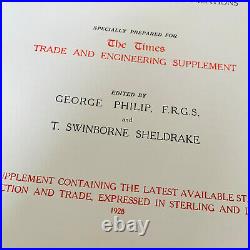 SPECIALLY PREPARED FOR
The Times
TRADE AND ENGINEERING SUPPLEMENT
EDITED BY
GEORGE PHILIP, F.R.G.S.
and
T. SWINBORNE SHELDRAKE
SUPPLEMENT CONTAINING THE LATEST AVAILABLE
AND TRADE, EXPRESSED IN STERLING AND
1928